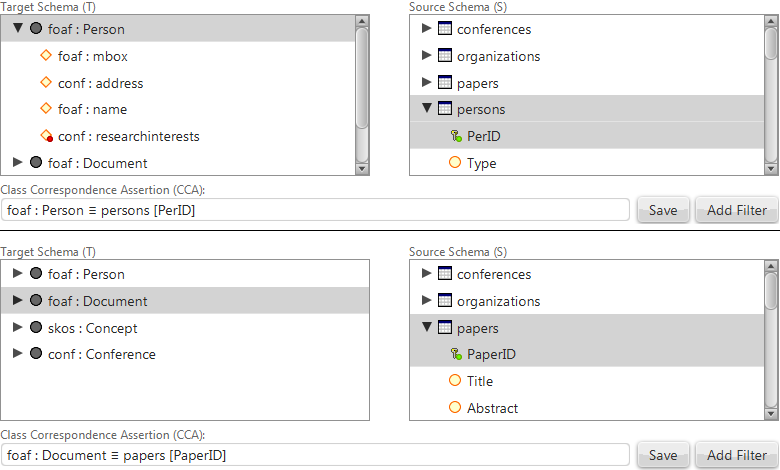 Target Schema (T)
foaf : Person
foaf : mbox
conf : address
foaf : name
conf : researchinterests
foaf : Document
Source Schema (S)
conferences
organizations
papers
persons
PerID
Type
Class Correspondence Assertion (CCA):
foaf : Person ≡ persons [PerID]
Save
Add Filter
Target Schema (T)
foaf : Person
foaf : Document
skos : Concept
conf : Conference
Source Schema (S)
conferences
organizations
papers
PaperID
Title
Abstract
Class Correspondence Assertion (CCA):
foaf : Document ≡ papers [PaperID]
Save
Add Filter